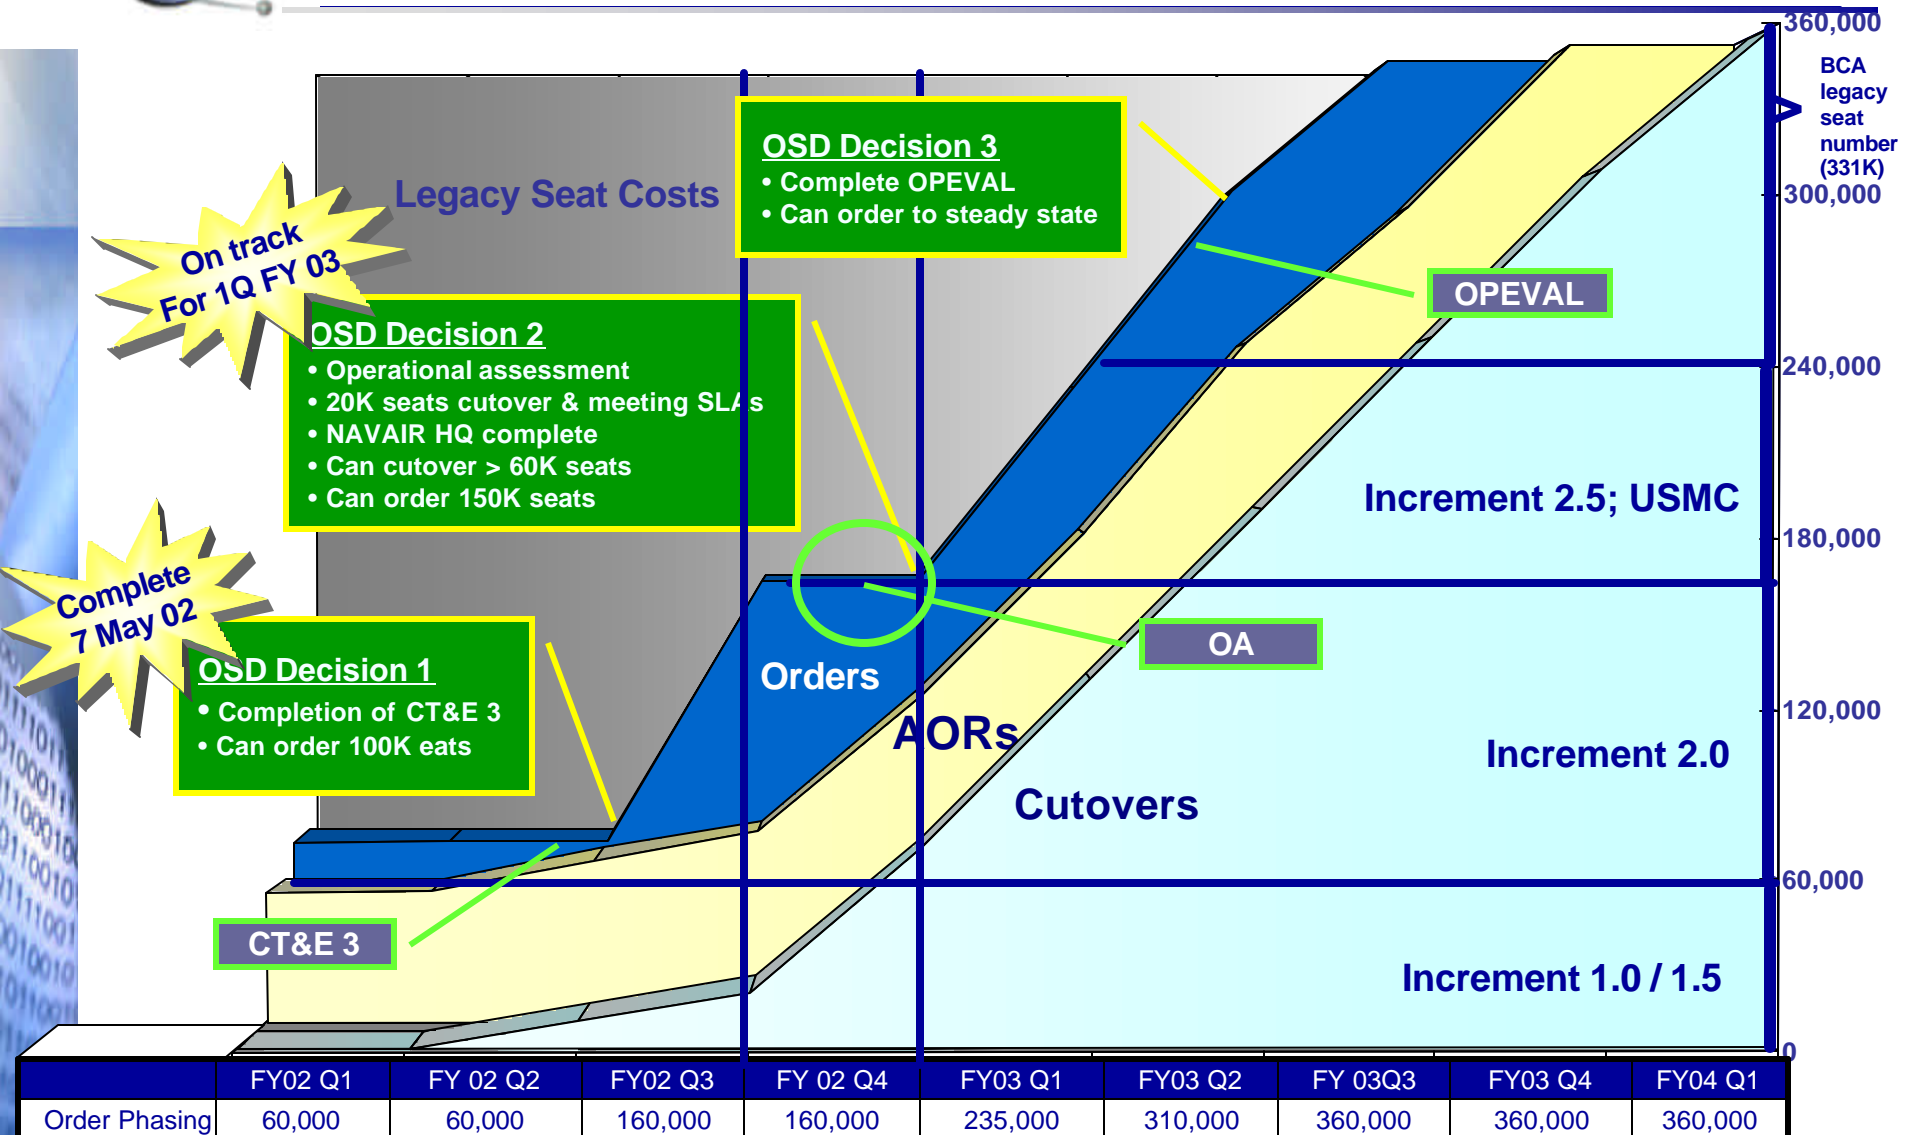 360,000
BCA
legacy
seat
number
(331K)
300,000
240,000
180,000
120,000
60,000
0
Legacy Seat Costs
OSD Decision 3
• Complete OPEVAL
• Can order to steady state
On track
For 1Q FY 03
OSD Decision 2
• Operational assessment
• 20K seats cutover & meeting SLAs
• NAVAIR HQ complete
• Can cutover > 60K seats
• Can order 150K seats
OPEVAL
Increment 2.5; USMC
Complete
7 May 02
OSD Decision 1
• Completion of CT&E 3
• Can order 100K eats
OA
Orders
AORs
Cutovers
Increment 2.0
CT&E 3
Increment 1.0 / 1.5
FY02 Q1 FY 02 Q2 FY02 Q3 FY 02 Q4 FY03 Q1 FY03 Q2 FY 03Q3 FY03 Q4 FY04 Q1
Order Phasing 60,000 60,000 160,000 160,000 235,000 310,000 360,000 360,000 360,000